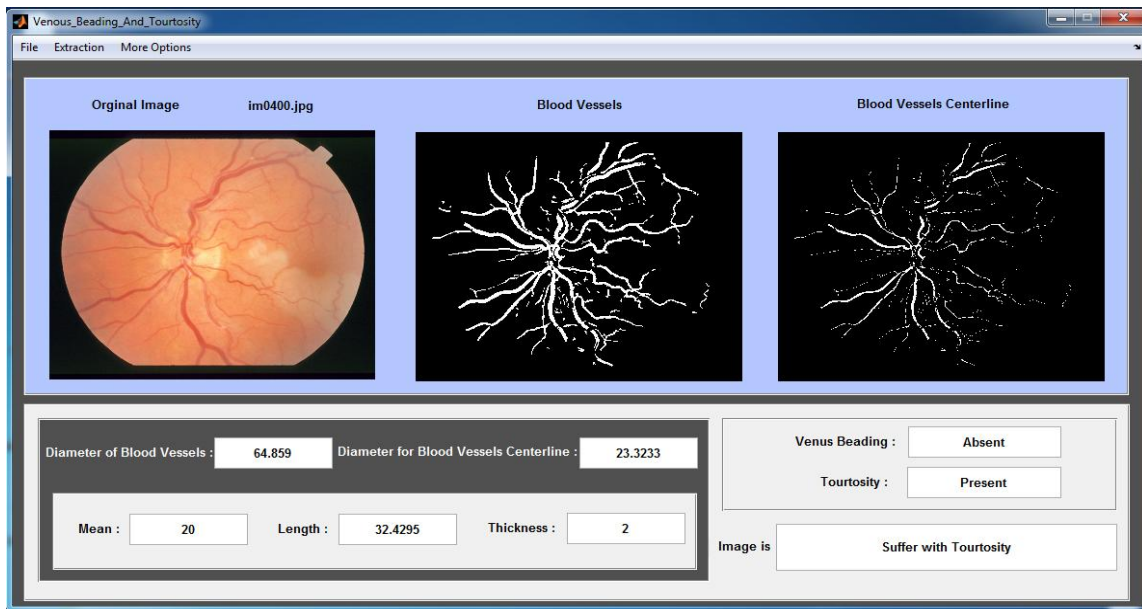 Venous_Beading_And_Tourtosity
File Extraction More Options
Orginal Image im0400.jpg Blood Vessels Blood Vessels Centerline
Diameter of Blood Vessels : 64.859 Diameter for Blood Vessels Centerline : 23.3233
Mean : 20 Length : 32.4295 Thickness : 2
Venus Beading : Absent
Tourtosity : Present
Image is Suffer with Tourtosity